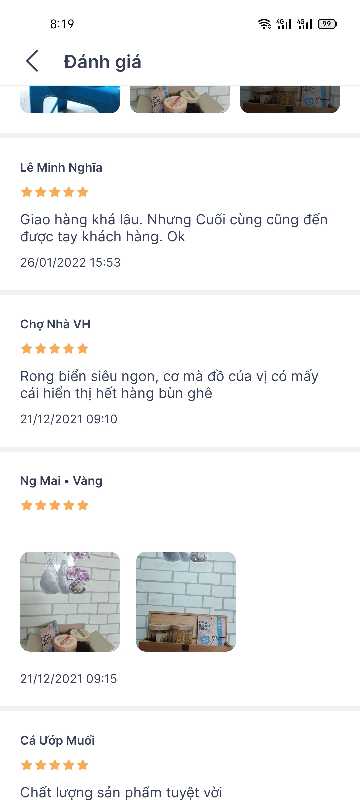 8:19
4G 4G 99
Đánh giá
Lê Minh Nghĩa
Giao hàng khá lâu. Nhưng Cuối cùng cũng đến
được tay khách hàng. Ok
26/01/2022 15:53
Chợ Nhà VH
Rong biển siêu ngon, cơ mà đồ của vị có mấy
cái hiển thị hết hàng bùn ghê
21/12/2021 09:10
Ng Mai • Vàng
21/12/2021 09:15
Cá Ướp Muối
Chất lượng sản phẩm tuyệt vời